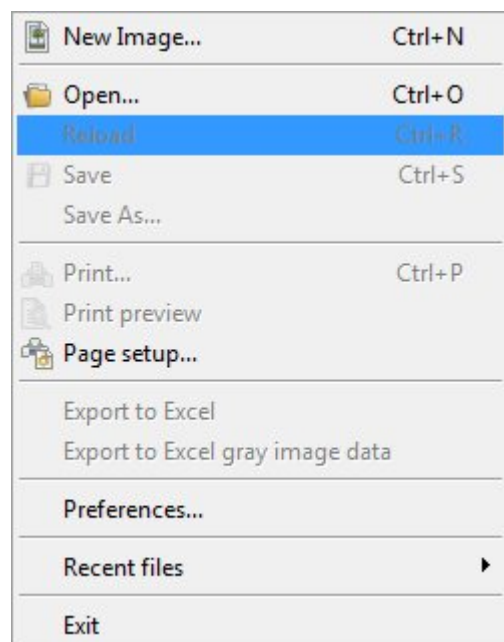 New Image... Ctrl+N
Open... Ctrl+O
Reload Ctrl+R
Save Ctrl+S
Save As...
Print... Ctrl+P
Print preview
Page setup...
Export to Excel
Export to Excel gray image data
Preferences...
Recent files
Exit